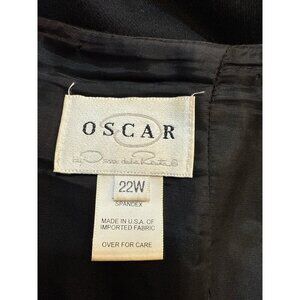 OSCAR
by Oscar de la Renta ®
22W
SPANDEX
MADE IN U.S.A. OF
IMPORTED FABRIC
OVER FOR CARE